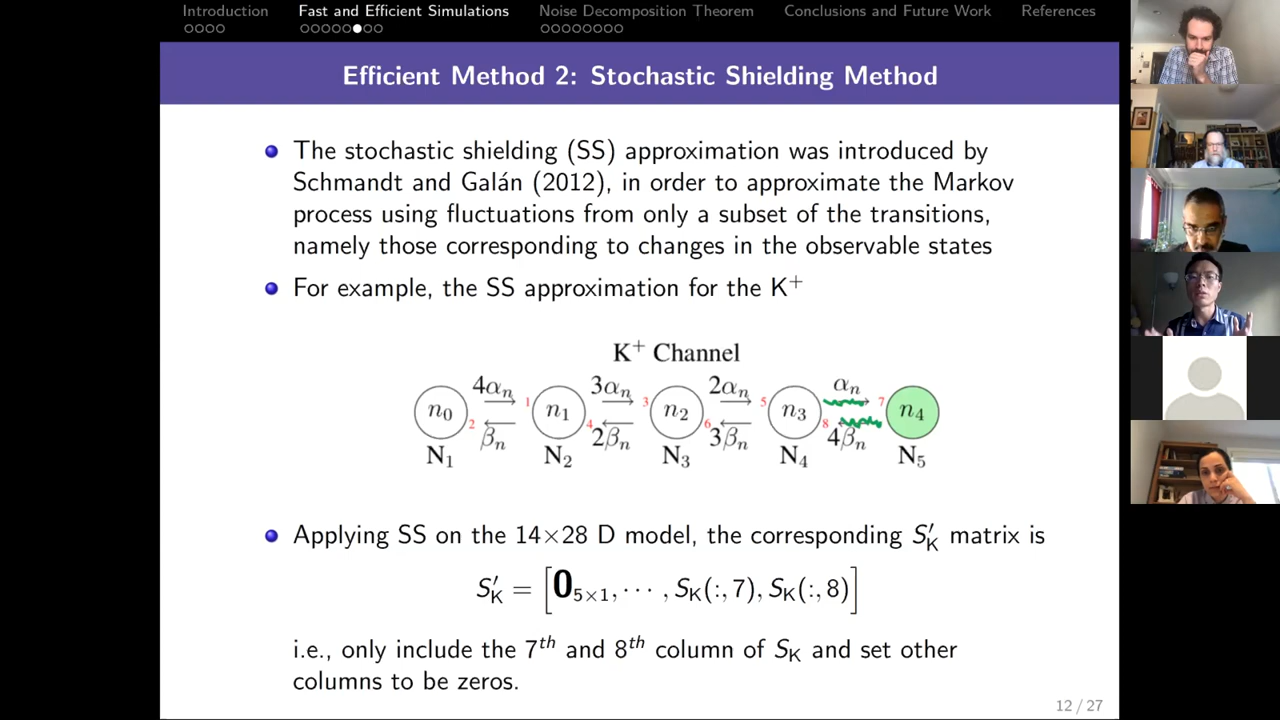 Introduction Fast and Efficient Simulations Noise Decomposition Theorem Conclusions and Future Work References
Efficient Method 2: Stochastic Shielding Method
The stochastic shielding (SS) approximation was introduced by
Schmandt and Galán (2012), in order to approximate the Markov
process using fluctuations from only a subset of the transitions,
namely those corresponding to changes in the observable states
For example, the SS approximation for the K⁺
K⁺ Channel
4αₙ 3αₙ 2αₙ αₙ
n₀ 1 n₁ 3 n₂ 5 n₃ 7 n₄
2 4 6 8
βₙ 2βₙ 3βₙ 4βₙ
N₁ N₂ N₃ N₄ N₅
Applying SS on the 14×28 D model, the corresponding S′_K matrix is
S′_K = [𝟎₅ₓ₁, ⋯ , S_K(:, 7), S_K(:, 8)]
i.e., only include the 7ᵗʰ and 8ᵗʰ column of S_K and set other
columns to be zeros.
12 / 27